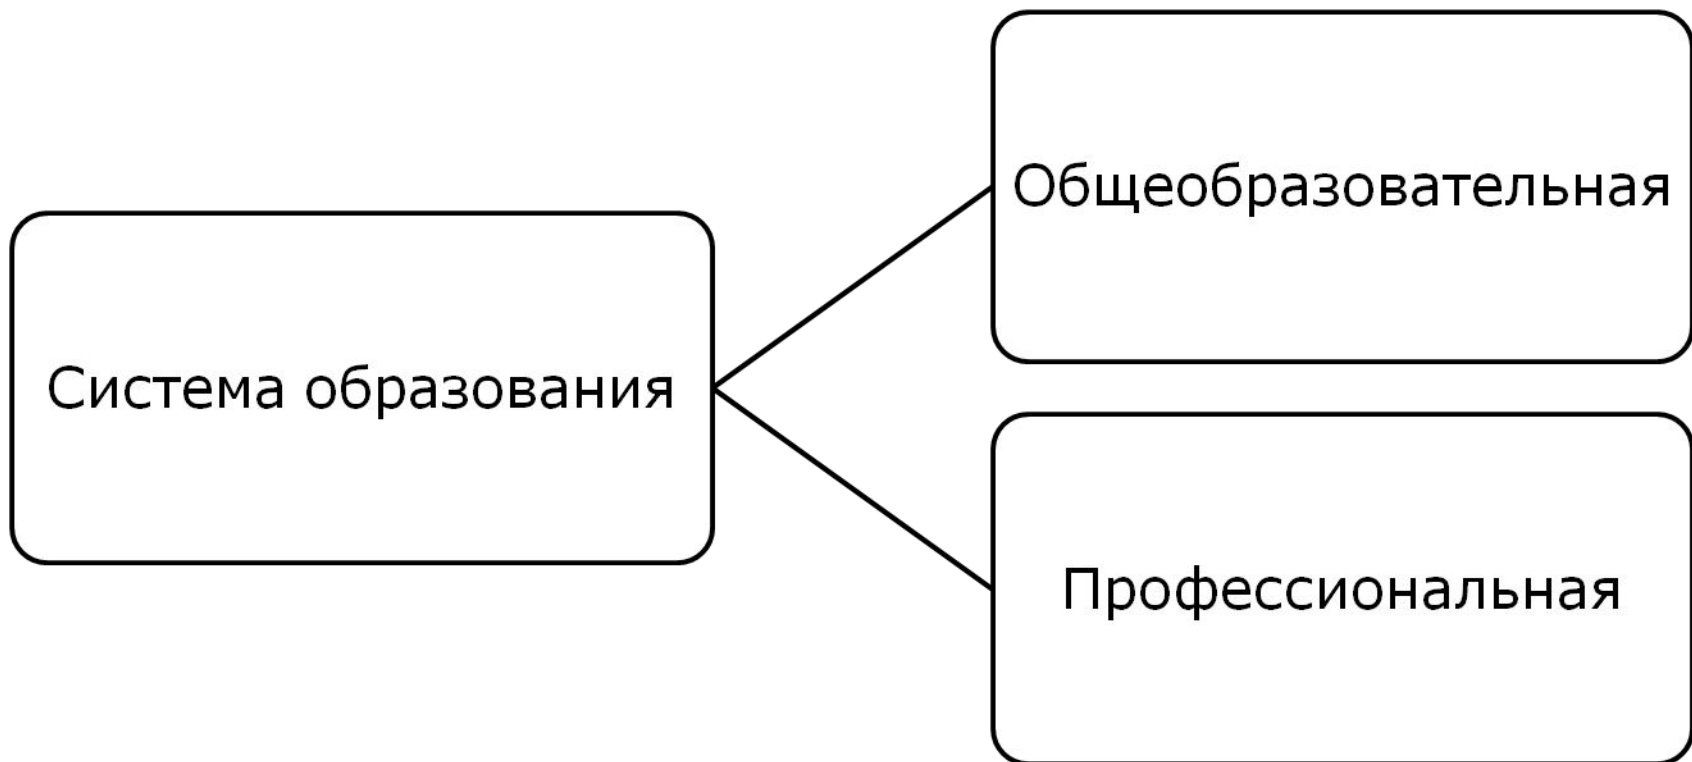 Общеобразовательная
Система образования
Профессиональная